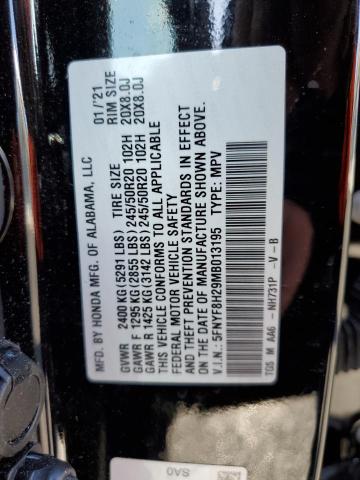 MFD. BY HONDA MFG. OF ALABAMA, LLC 01/'21
TIRE SIZE RIM SIZE
GVWR 2400 KG (5291 LBS)
GAWR F 1295 KG (2855 LBS) 245/50R20 102H 20X8.0J
GAWR R 1425 KG (3142 LBS) 245/50R20 102H 20X8.0J
THIS VEHICLE CONFORMS TO ALL APPLICABLE
FEDERAL MOTOR VEHICLE SAFETY
AND THEFT PREVENTION STANDARDS IN EFFECT
ON THE DATE OF MANUFACTURE SHOWN ABOVE.
V.I.N.: 5FNYF8H29MB013195 TYPE: MPV
TGS M AA6 - NH731P -V-B
SA0